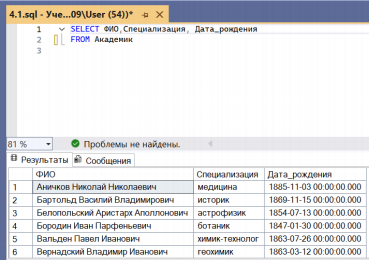 4.1.sql - Уче...09\User (54))*
1 SELECT ФИО,Специализация, Дата_рождения
2 FROM Академик
3
81 % Проблемы не найдены.
Результаты Сообщения
ФИО Специализация Дата_рождения
1 Аничков Николай Николаевич медицина 1885-11-03 00:00:00.000
2 Бартольд Василий Владимирович историк 1869-11-15 00:00:00.000
3 Белопольский Аристарх Аполлонович астрофизик 1854-07-13 00:00:00.000
4 Бородин Иван Парфеньевич ботаник 1847-01-30 00:00:00.000
5 Вальден Павел Иванович химик-технолог 1863-07-26 00:00:00.000
6 Вернадский Владимир Иванович геохимик 1863-03-12 00:00:00.000